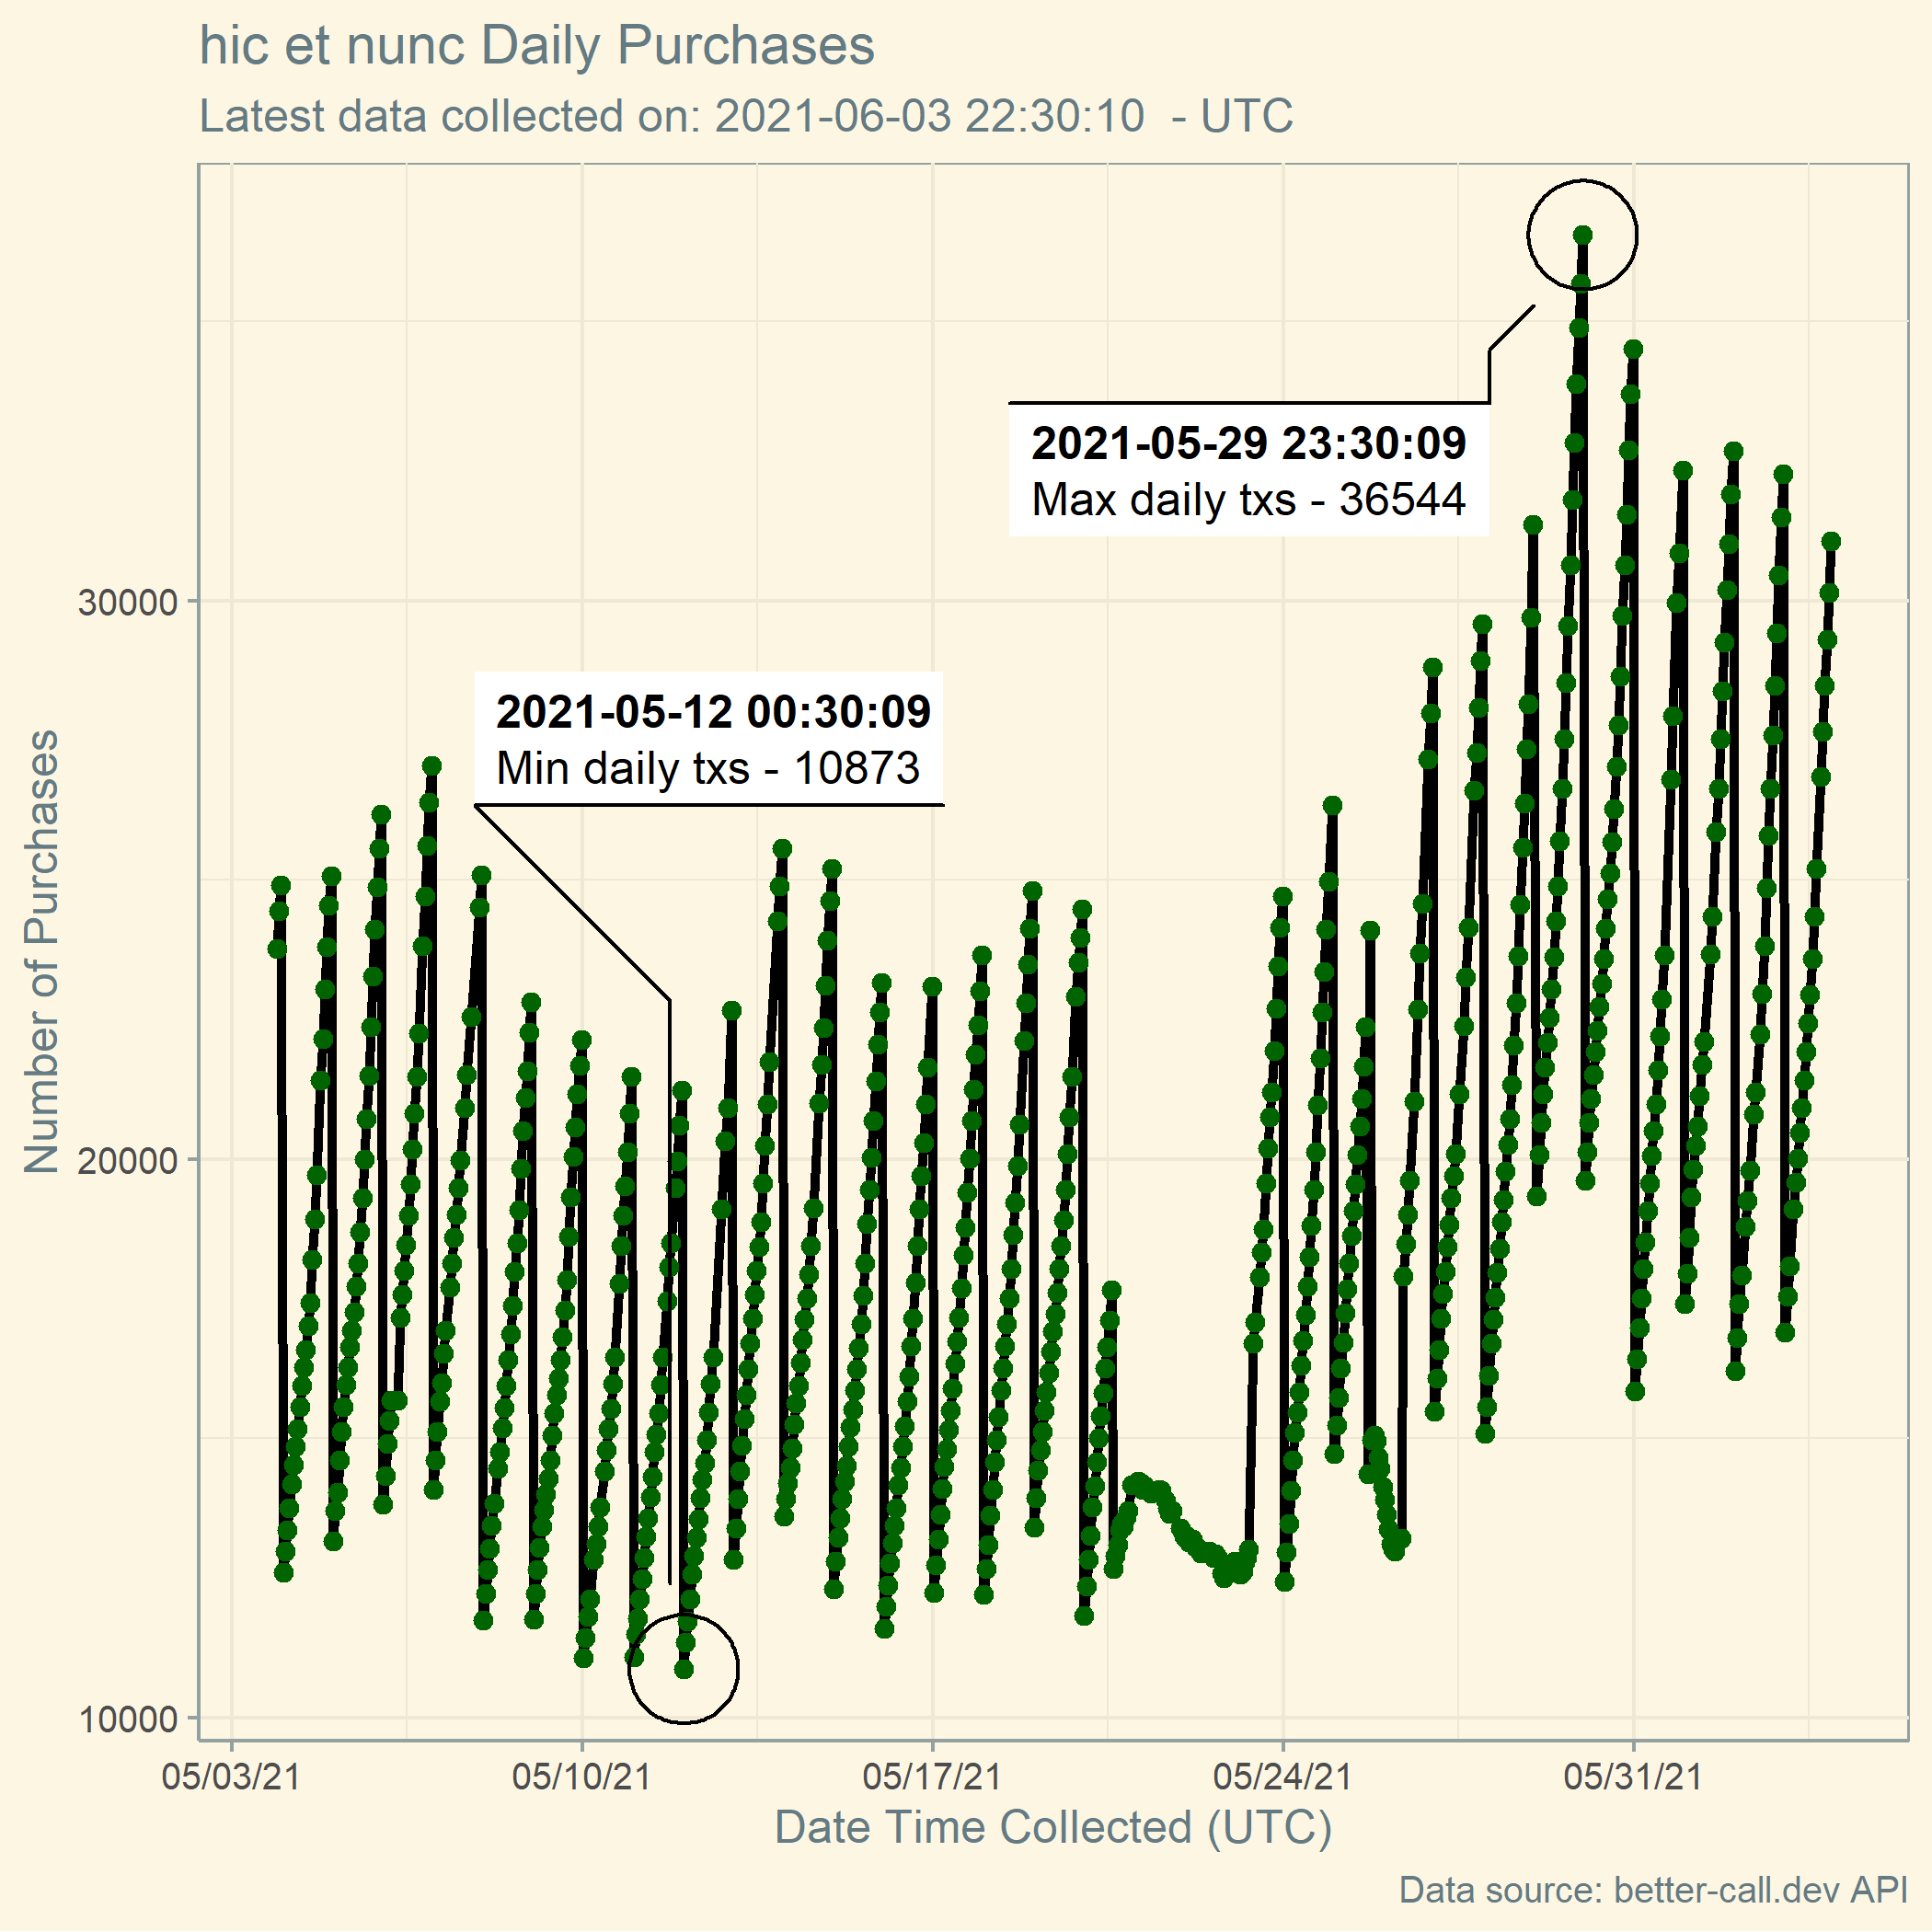 hic et nunc Daily Purchases
Latest data collected on: 2021-06-03 22:30:10  - UTC
2021-05-29 23:30:09
Max daily txs - 36544
2021-05-12 00:30:09
Min daily txs - 10873
Number of Purchases
30000
20000
10000
05/03/21
05/10/21
05/17/21
05/24/21
05/31/21
Date Time Collected (UTC)
Data source: better-call.dev API